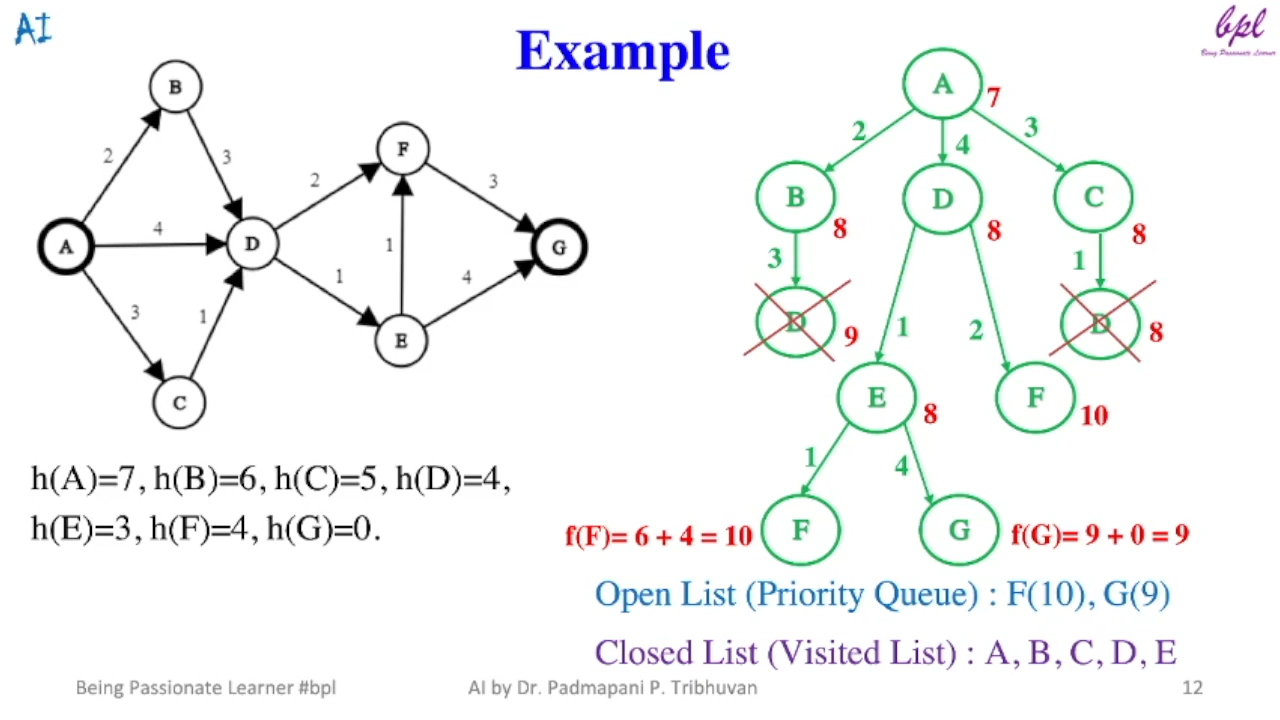 AI
Example
bpl
Being Passionate Learner
B
2
3
F
2
3
A
4
D
G
1
1
4
3
1
E
C
A
7
2
4
3
B
8
D
8
C
8
3
1
D
9
1
2
D
8
E
8
F
10
1
4
f(F)= 6 + 4 = 10
F
G
f(G)= 9 + 0 = 9
h(A)=7, h(B)=6, h(C)=5, h(D)=4,
h(E)=3, h(F)=4, h(G)=0.
Open List (Priority Queue) : F(10), G(9)
Closed List (Visited List) : A, B, C, D, E
Being Passionate Learner #bpl
AI by Dr. Padmapani P. Tribhuvan
12